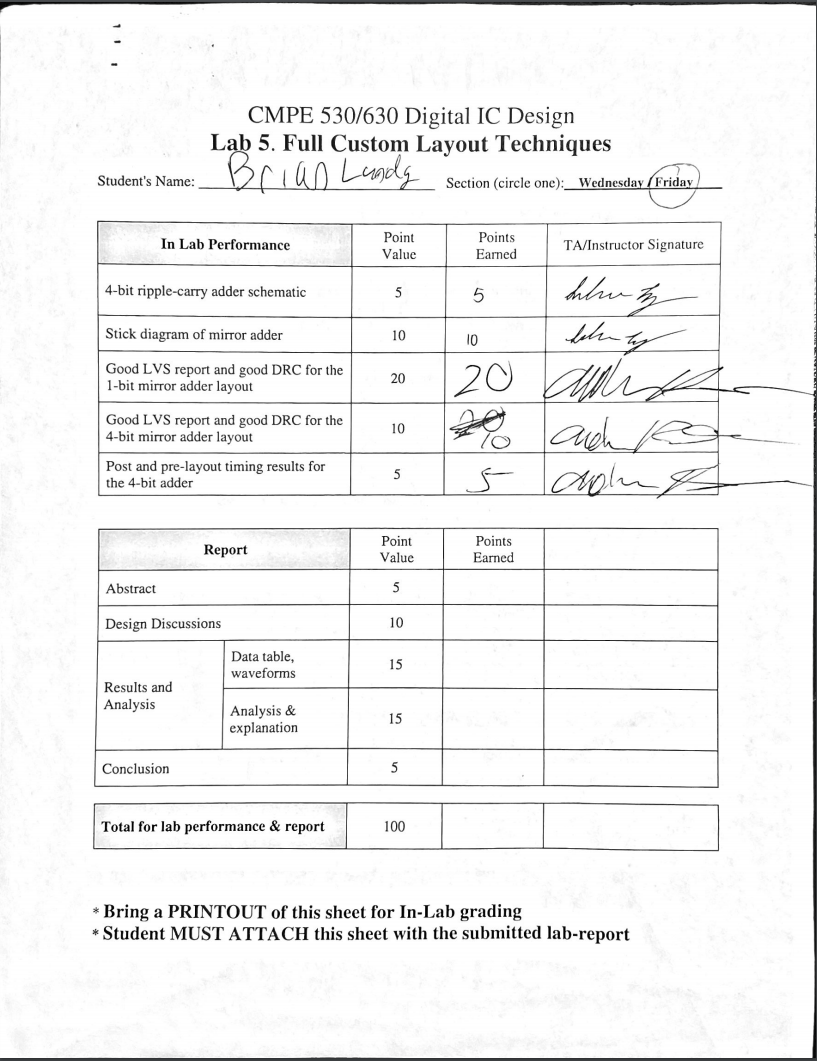 CMPE 530/630 Digital IC Design
Lab 5. Full Custom Layout Techniques
Student's Name: Brian Section (circle one): Wednesday / Friday
In Lab Performance Point Value Points Earned TA/Instructor Signature
4-bit ripple-carry adder schematic 5 5
Stick diagram of mirror adder 10 10
Good LVS report and good DRC for the
1-bit mirror adder layout 20 20
Good LVS report and good DRC for the
4-bit mirror adder layout 10 10
Post and pre-layout timing results for
the 4-bit adder 5 5
Report Point Value Points Earned
Abstract 5
Design Discussions 10
Results and Analysis
Data table, waveforms 15
Analysis & explanation 15
Conclusion 5
Total for lab performance & report 100
* Bring a PRINTOUT of this sheet for In-Lab grading
* Student MUST ATTACH this sheet with the submitted lab-report